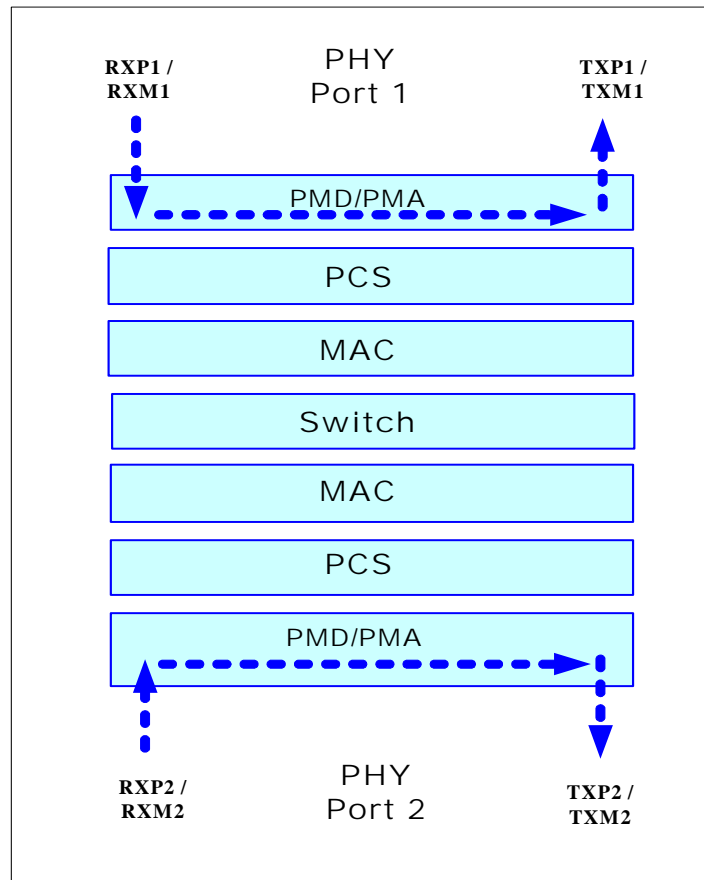 PHY
Port 1
RXP1 /
RXM1
TXP1 /
TXM1
PMD/PMA
PCS
MAC
Switch
MAC
PCS
PMD/PMA
RXP2 /
RXM2
PHY
Port 2
TXP2 /
TXM2